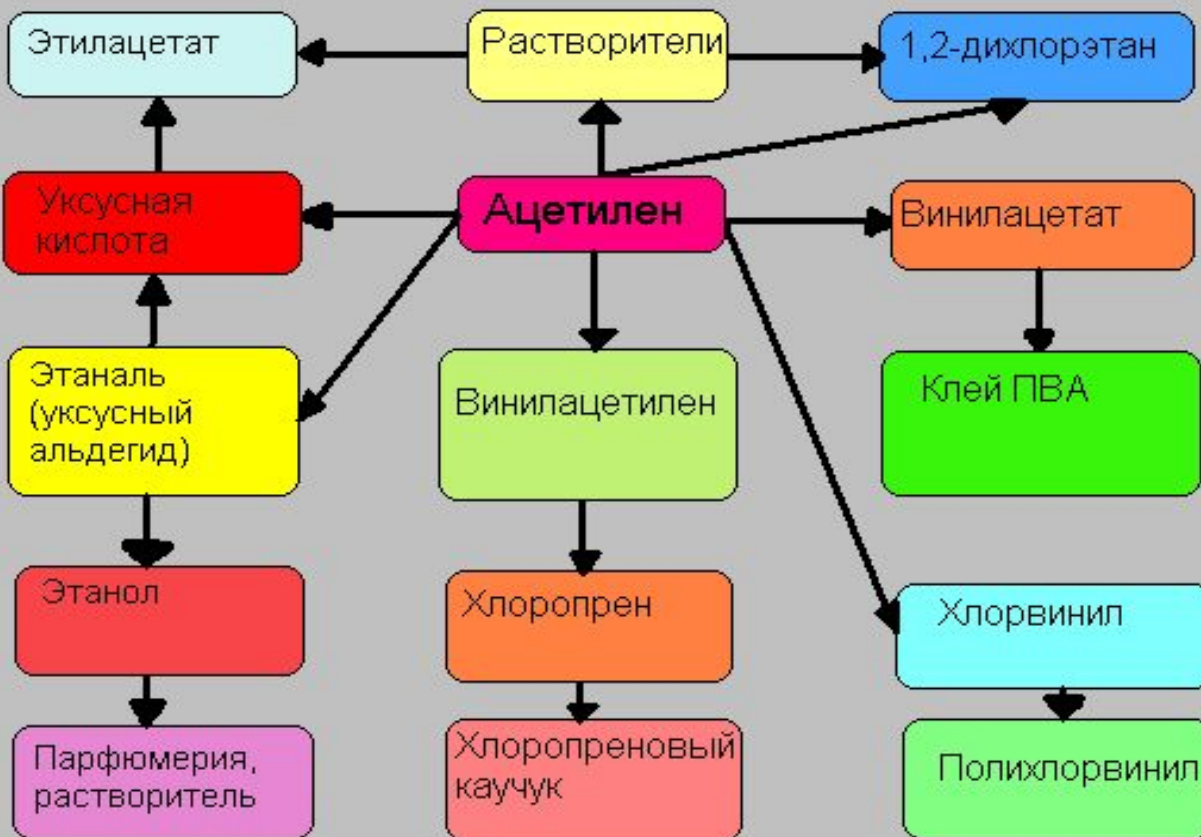 Этилацетат
Растворители
1,2-дихлорэтан
Уксусная
кислота
Ацетилен
Винилацетат
Этаналь
(уксусный
альдегид)
Винилацетилен
Клей ПВА
Этанол
Хлоропрен
Хлорвинил
Парфюмерия,
растворитель
Хлоропреновый
каучук
Полихлорвинил